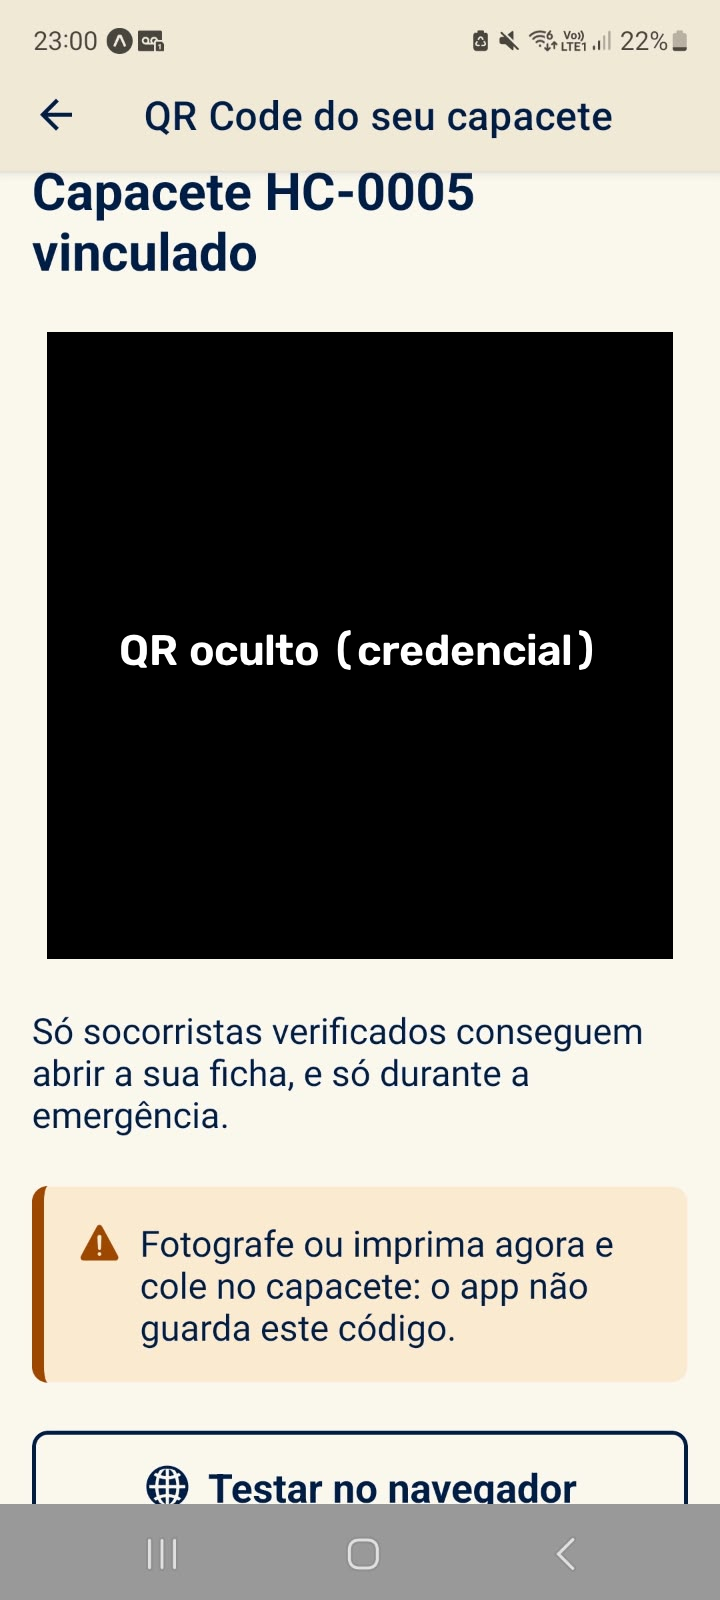 23:00
Vo)) LTE1 22%
QR Code do seu capacete
Capacete HC-0005
vinculado
QR oculto (credencial)
Só socorristas verificados conseguem
abrir a sua ficha, e só durante a
emergência.
Fotografe ou imprima agora e
cole no capacete: o app não
guarda este código.
Testar no navegador